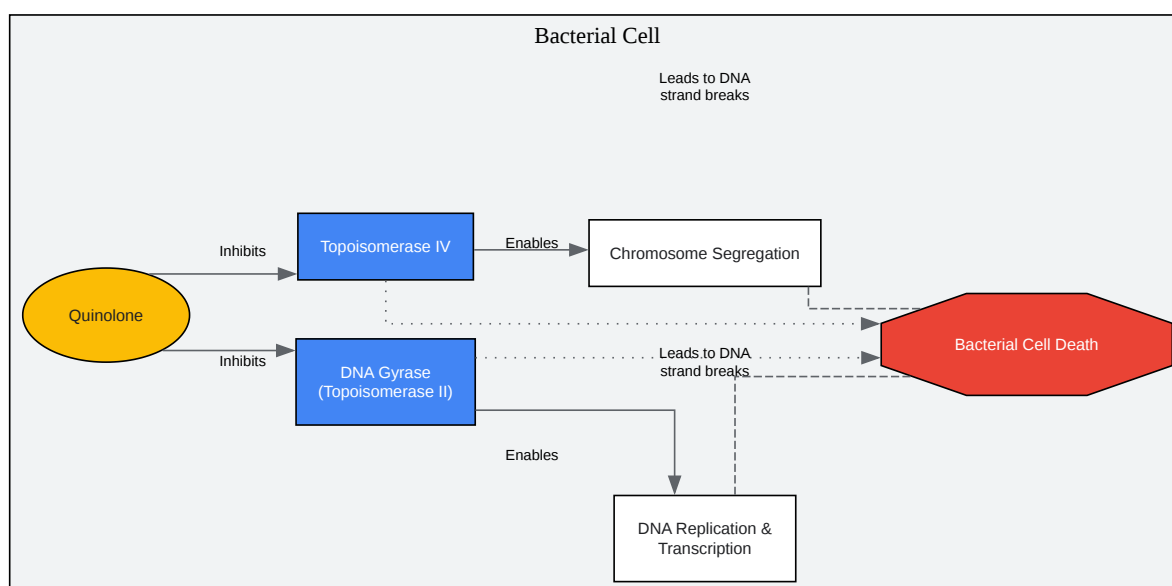 Bacterial Cell
Leads to DNA
strand breaks
Topoisomerase IV
Enables
Chromosome Segregation
Inhibits
Quinolone
Inhibits
DNA Gyrase
(Topoisomerase II)
Leads to DNA
strand breaks
Bacterial Cell Death
Enables
DNA Replication &
Transcription